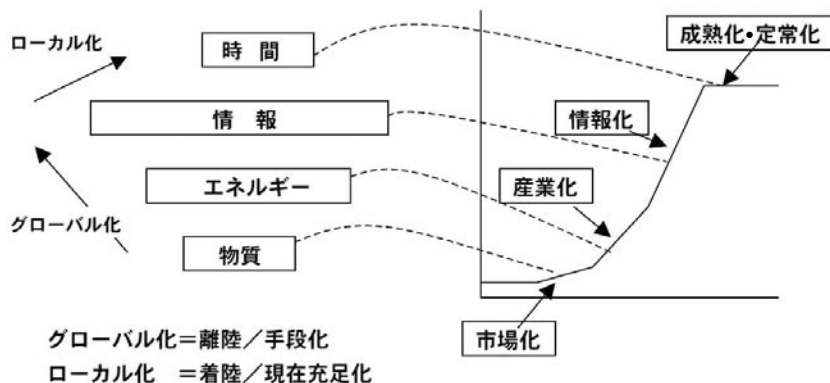 ローカル化
時間
成熟化・定常化
情報
情報化
エネルギー
産業化
グローバル化
物質
市場化
グローバル化＝離陸／手段化
ローカル化　＝着陸／現在充足化